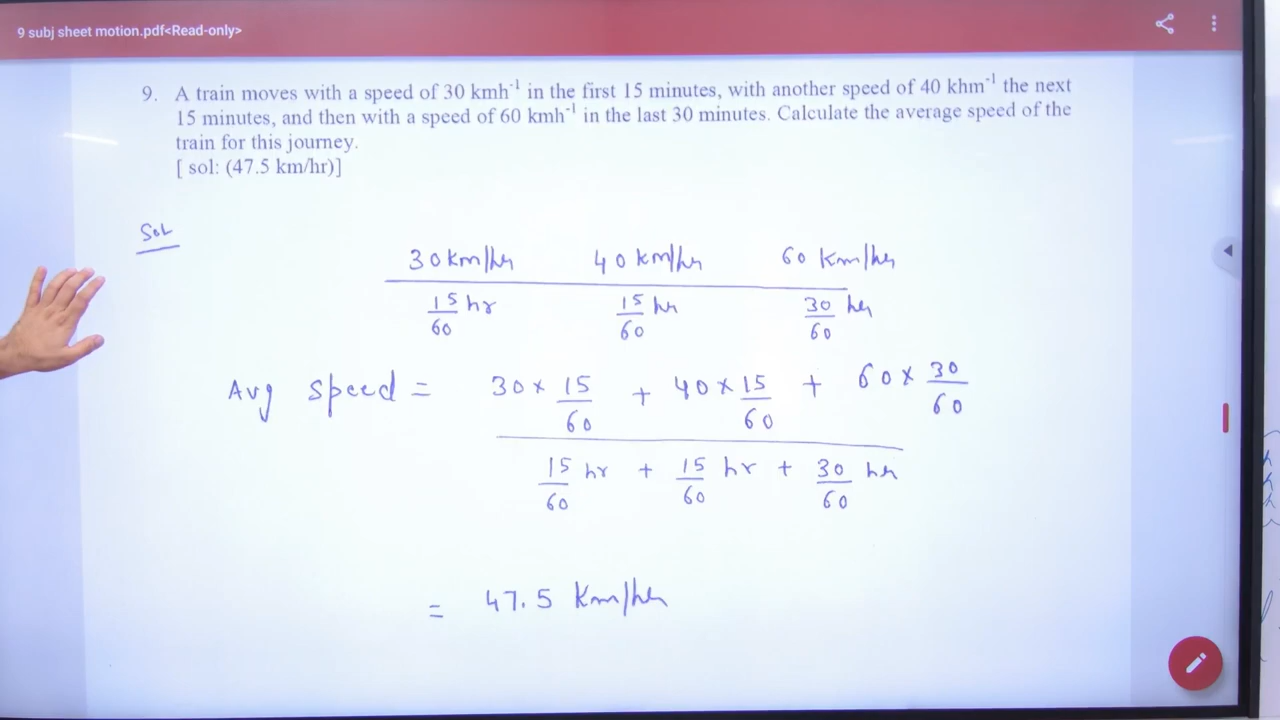 9 subj sheet motion.pdf<Read-only>
9. A train moves with a speed of 30 kmh⁻¹ in the first 15 minutes, with another speed of 40 khm⁻¹ the next
15 minutes, and then with a speed of 60 kmh⁻¹ in the last 30 minutes. Calculate the average speed of the
train for this journey.
[ sol: (47.5 km/hr)]
Sol
30 km/hr 40 km/hr 60 Km/hr
15/60 hr 15/60 hr 30/60 hr
Avg speed = 30 × 15/60 + 40 × 15/60 + 60 × 30/60
15/60 hr + 15/60 hr + 30/60 hr
= 47.5 Km/hr